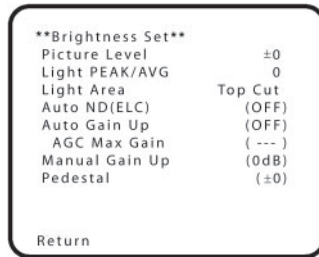 **Brightness Set**
Picture Level ±0
Light PEAK/AVG 0
Light Area Top Cut
Auto ND(ELC) (OFF)
Auto Gain Up (OFF)
AGC Max Gain ( --- )
Manual Gain Up (0dB)
Pedestal (±0)
Return